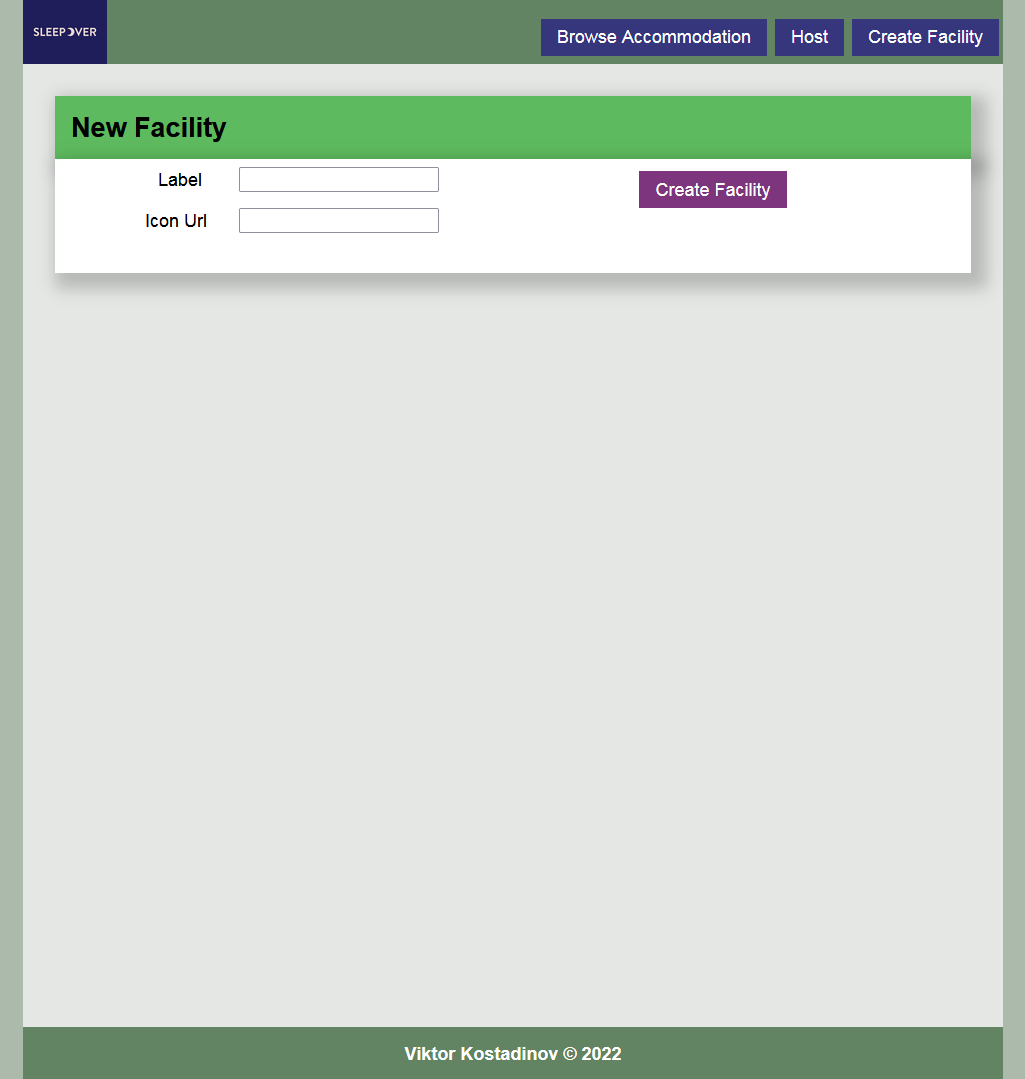 SLEEPOVER
Browse Accommodation Host Create Facility
New Facility
Label
Create Facility
Icon Url
Viktor Kostadinov © 2022